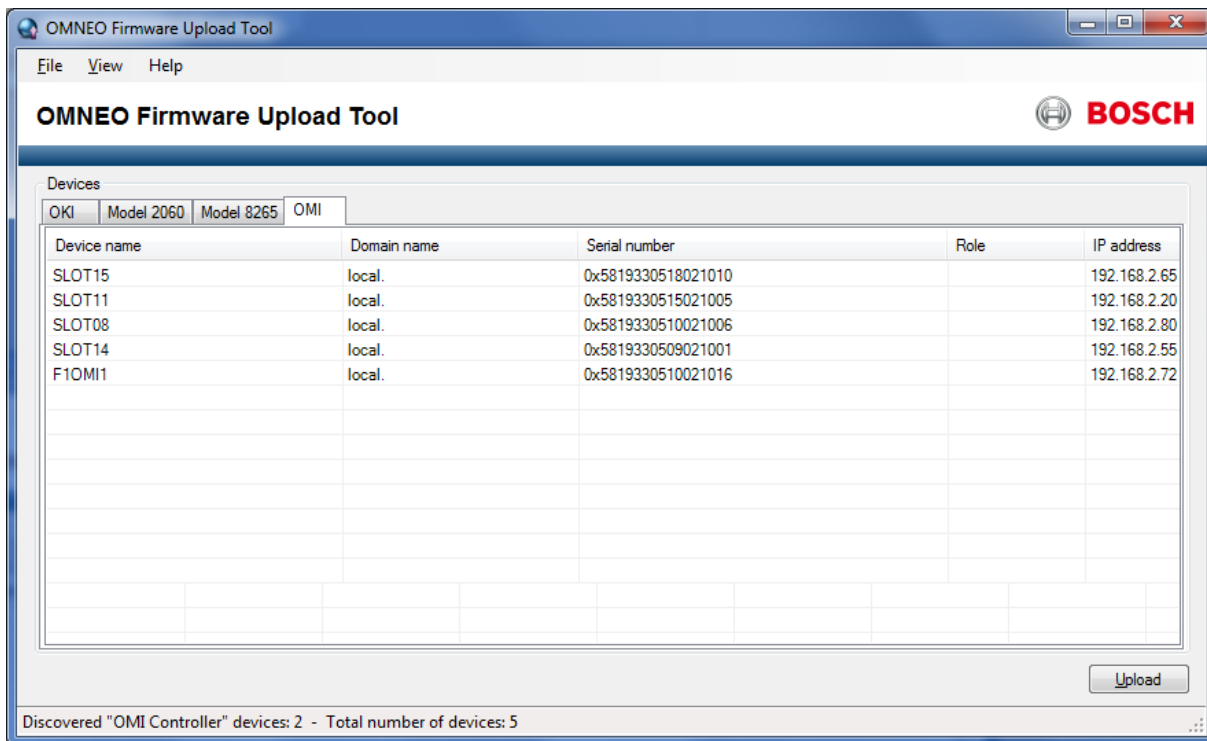 OMNEO Firmware Upload Tool
File View Help
OMNEO Firmware Upload Tool BOSCH
Devices
OKI Model 2060 Model 8265 OMI
Device name Domain name Serial number Role IP address
SLOT15 local. 0x5819330518021010 192.168.2.65
SLOT11 local. 0x5819330515021005 192.168.2.20
SLOT08 local. 0x5819330510021006 192.168.2.80
SLOT14 local. 0x5819330509021001 192.168.2.55
F1OMI1 local. 0x5819330510021016 192.168.2.72
Upload
Discovered "OMI Controller" devices: 2 - Total number of devices: 5